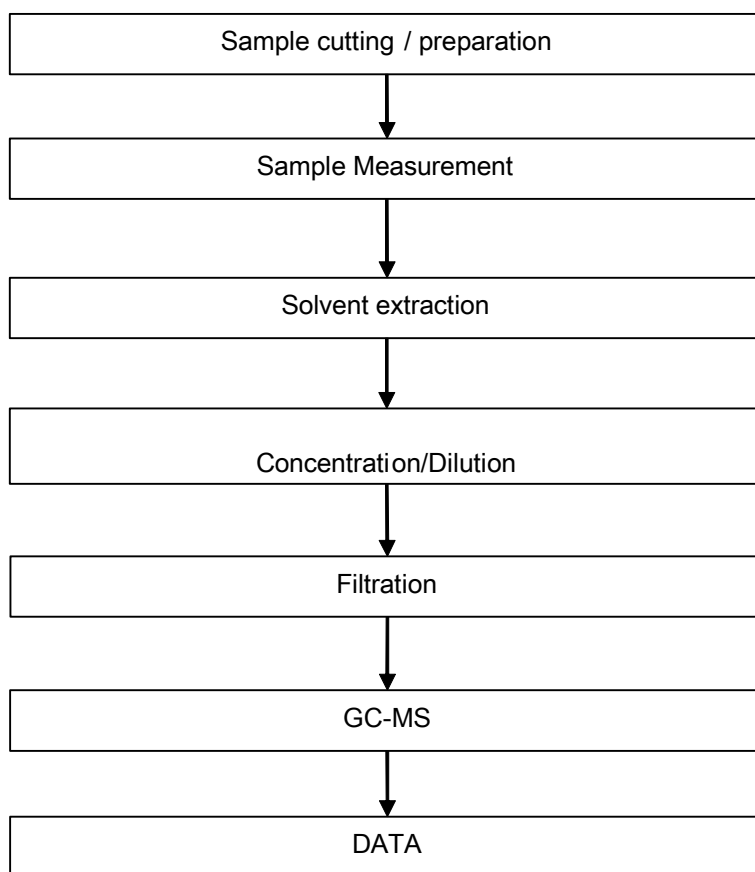 Sample cutting / preparation
Sample Measurement
Solvent extraction
Concentration/Dilution
Filtration
GC-MS
DATA